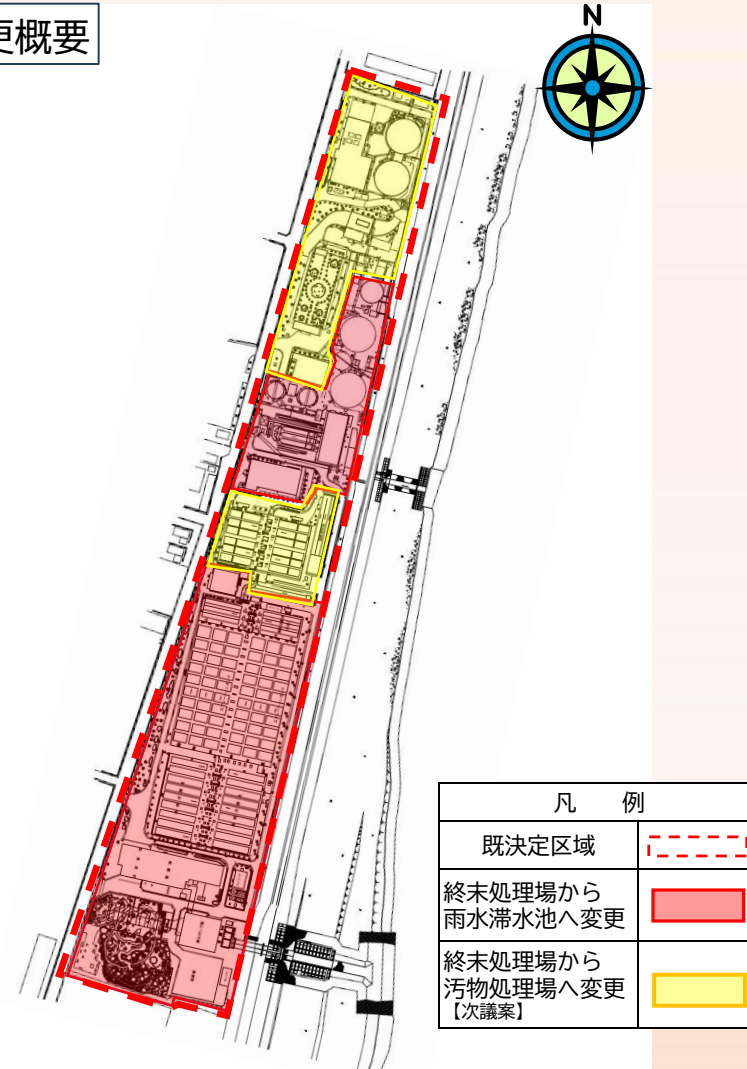 更概要
N
凡 例
既決定区域
終末処理場から
雨水滞水池へ変更
終末処理場から
汚物処理場へ変更
【次議案】